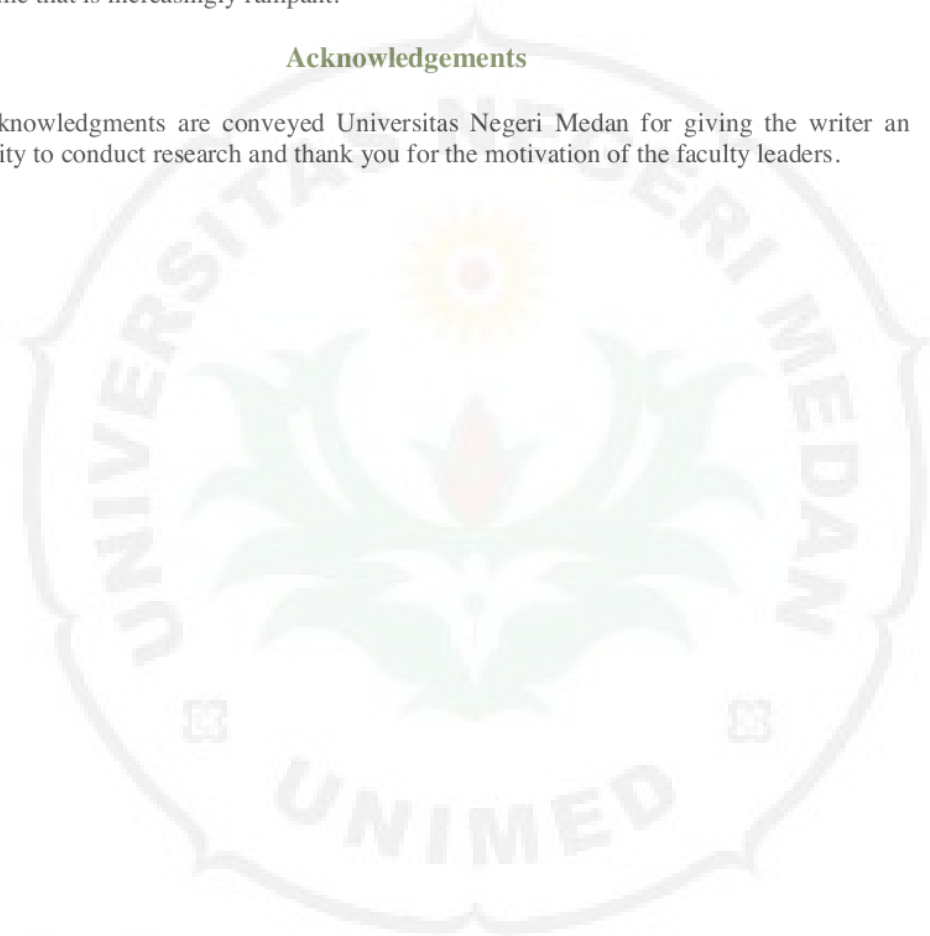 that is increasingly rampant.
Acknowledgements
knowledgments are conveyed Universitas Negeri Medan for giving the writer an
ity to conduct research and thank you for the motivation of the faculty leaders.
UNIVERSITAS NEGERI MEDAN
UNIMED